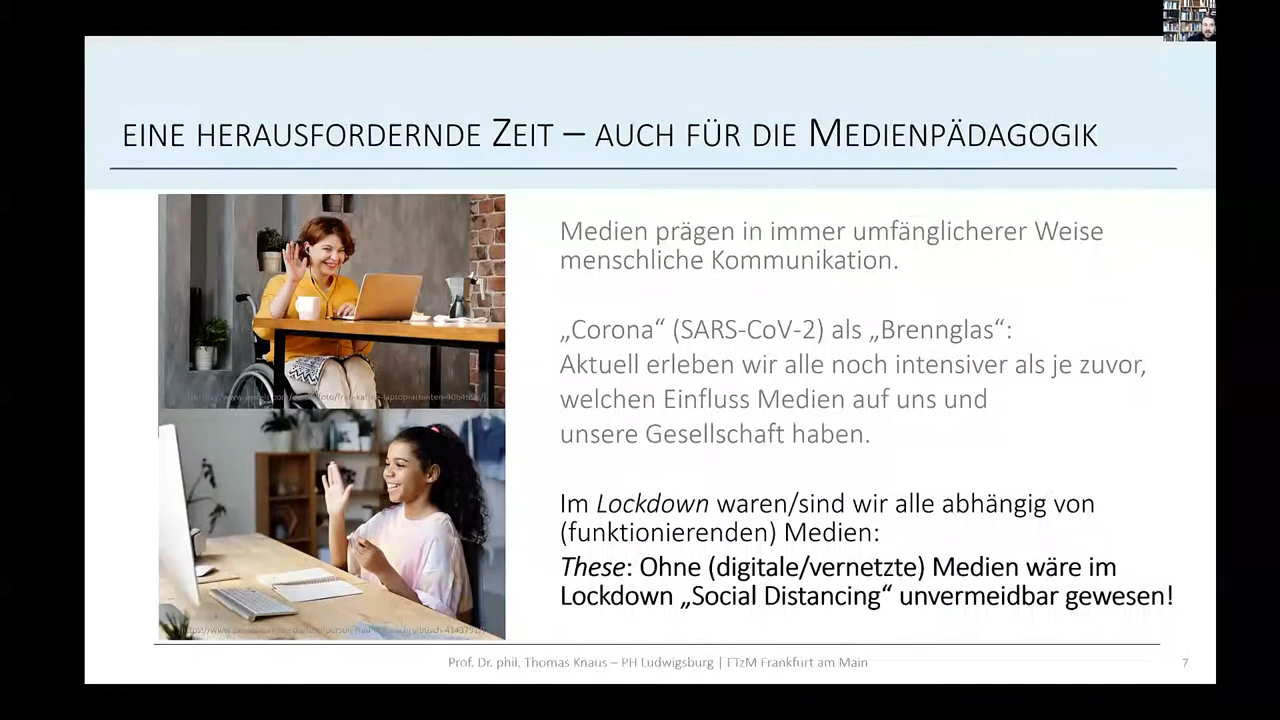 EINE HERAUSFORDERNDE ZEIT – AUCH FÜR DIE MEDIENPÄDAGOGIK
Medien prägen in immer umfänglicherer Weise
menschliche Kommunikation.
„Corona“ (SARS-CoV-2) als „Brennglas“:
Aktuell erleben wir alle noch intensiver als je zuvor,
welchen Einfluss Medien auf uns und
unsere Gesellschaft haben.
Im Lockdown waren/sind wir alle abhängig von
(funktionierenden) Medien:
These: Ohne (digitale/vernetzte) Medien wäre im
Lockdown „Social Distancing“ unvermeidbar gewesen!
Prof. Dr. phil. Thomas Knaus – PH Ludwigsburg | FTzM Frankfurt am Main
7